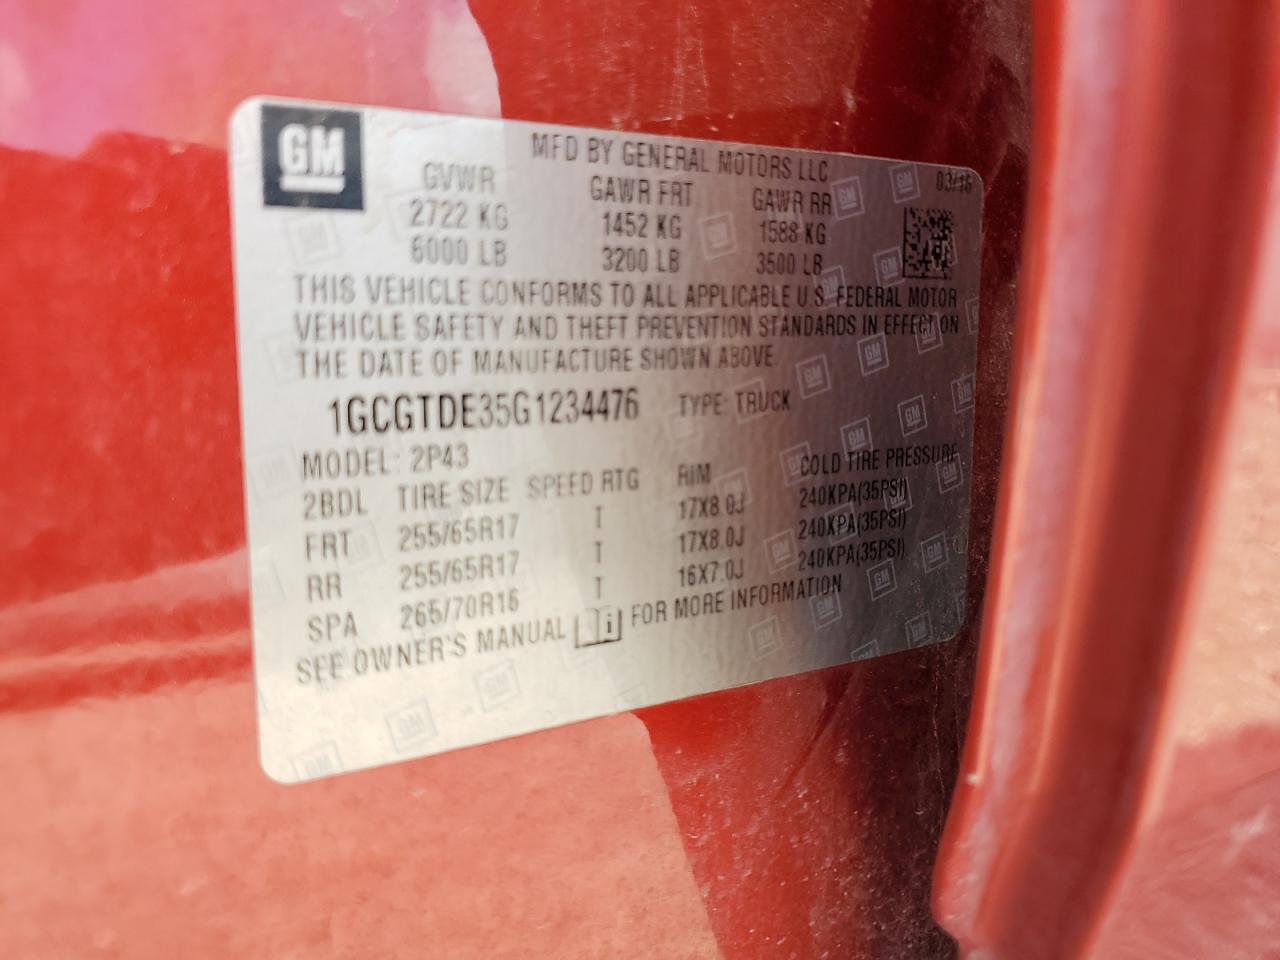 GM
MFD BY GENERAL MOTORS LLC
03/16
GVWR GAWR FRT GAWR RR
2722 KG 1452 KG 1588 KG
6000 LB 3200 LB 3500 LB
THIS VEHICLE CONFORMS TO ALL APPLICABLE U.S. FEDERAL MOTOR
VEHICLE SAFETY AND THEFT PREVENTION STANDARDS IN EFFECT ON
THE DATE OF MANUFACTURE SHOWN ABOVE.
1GCGTDE35G1234476 TYPE: TRUCK
MODEL: 2P43
2BDL TIRE SIZE SPEED RTG RIM COLD TIRE PRESSURE
FRT 255/65R17 T 17X8.0J 240KPA(35PSI)
RR 255/65R17 T 17X8.0J 240KPA(35PSI)
SPA 265/70R16 T 16X7.0J 240KPA(35PSI)
SEE OWNER'S MANUAL i FOR MORE INFORMATION